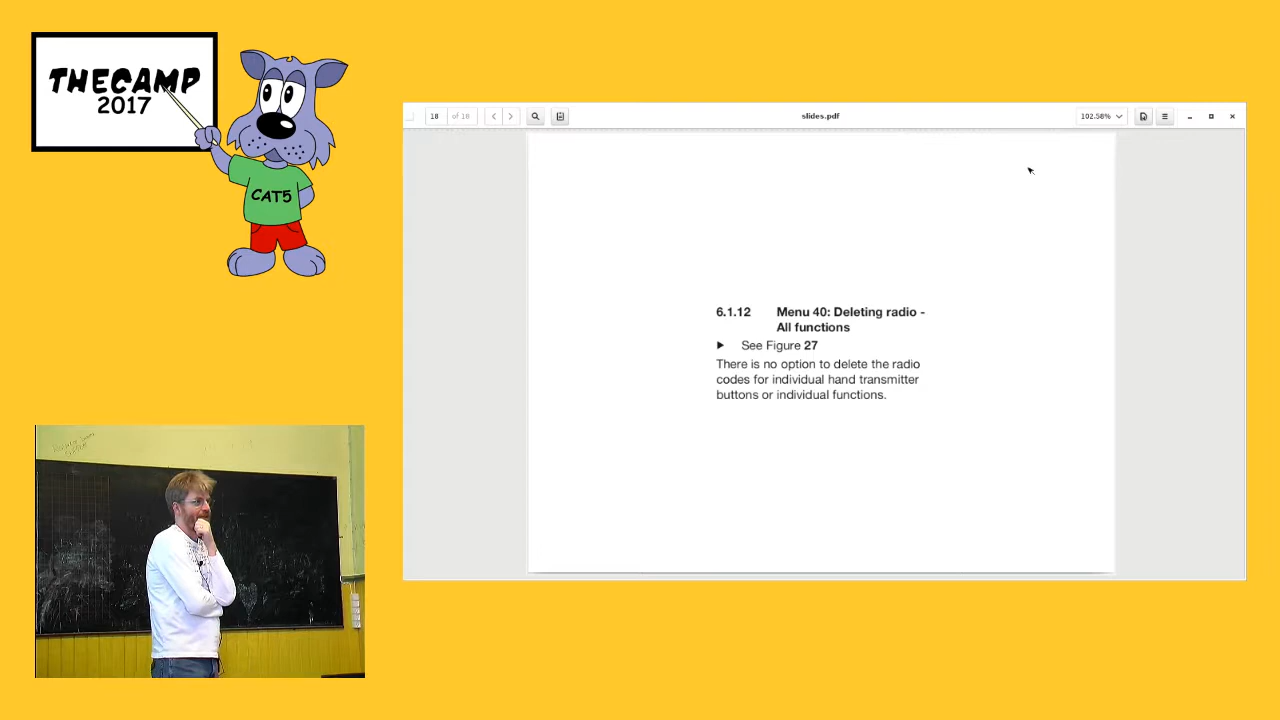 THECAMP
2017
CAT5
18 of 18
slides.pdf
102.58%
6.1.12 Menu 40: Deleting radio -
All functions
► See Figure 27
There is no option to delete the radio
codes for individual hand transmitter
buttons or individual functions.